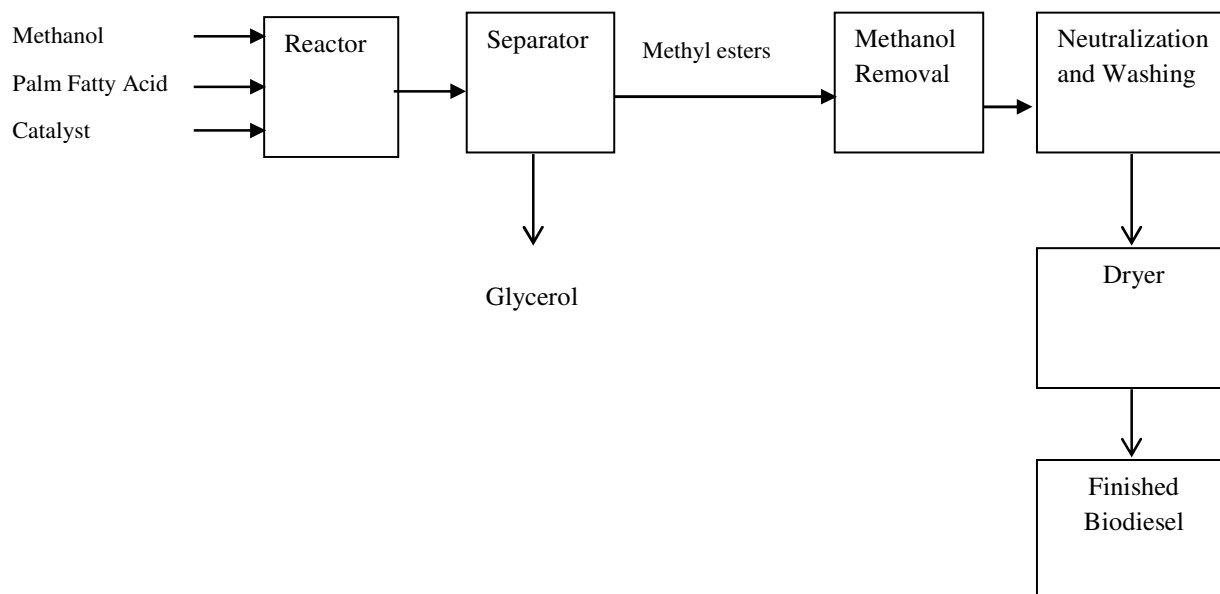 Methanol
Palm Fatty Acid
Catalyst
Reactor
Separator
Methyl esters
Methanol
Removal
Neutralization
and Washing
Glycerol
Dryer
Finished
Biodiesel